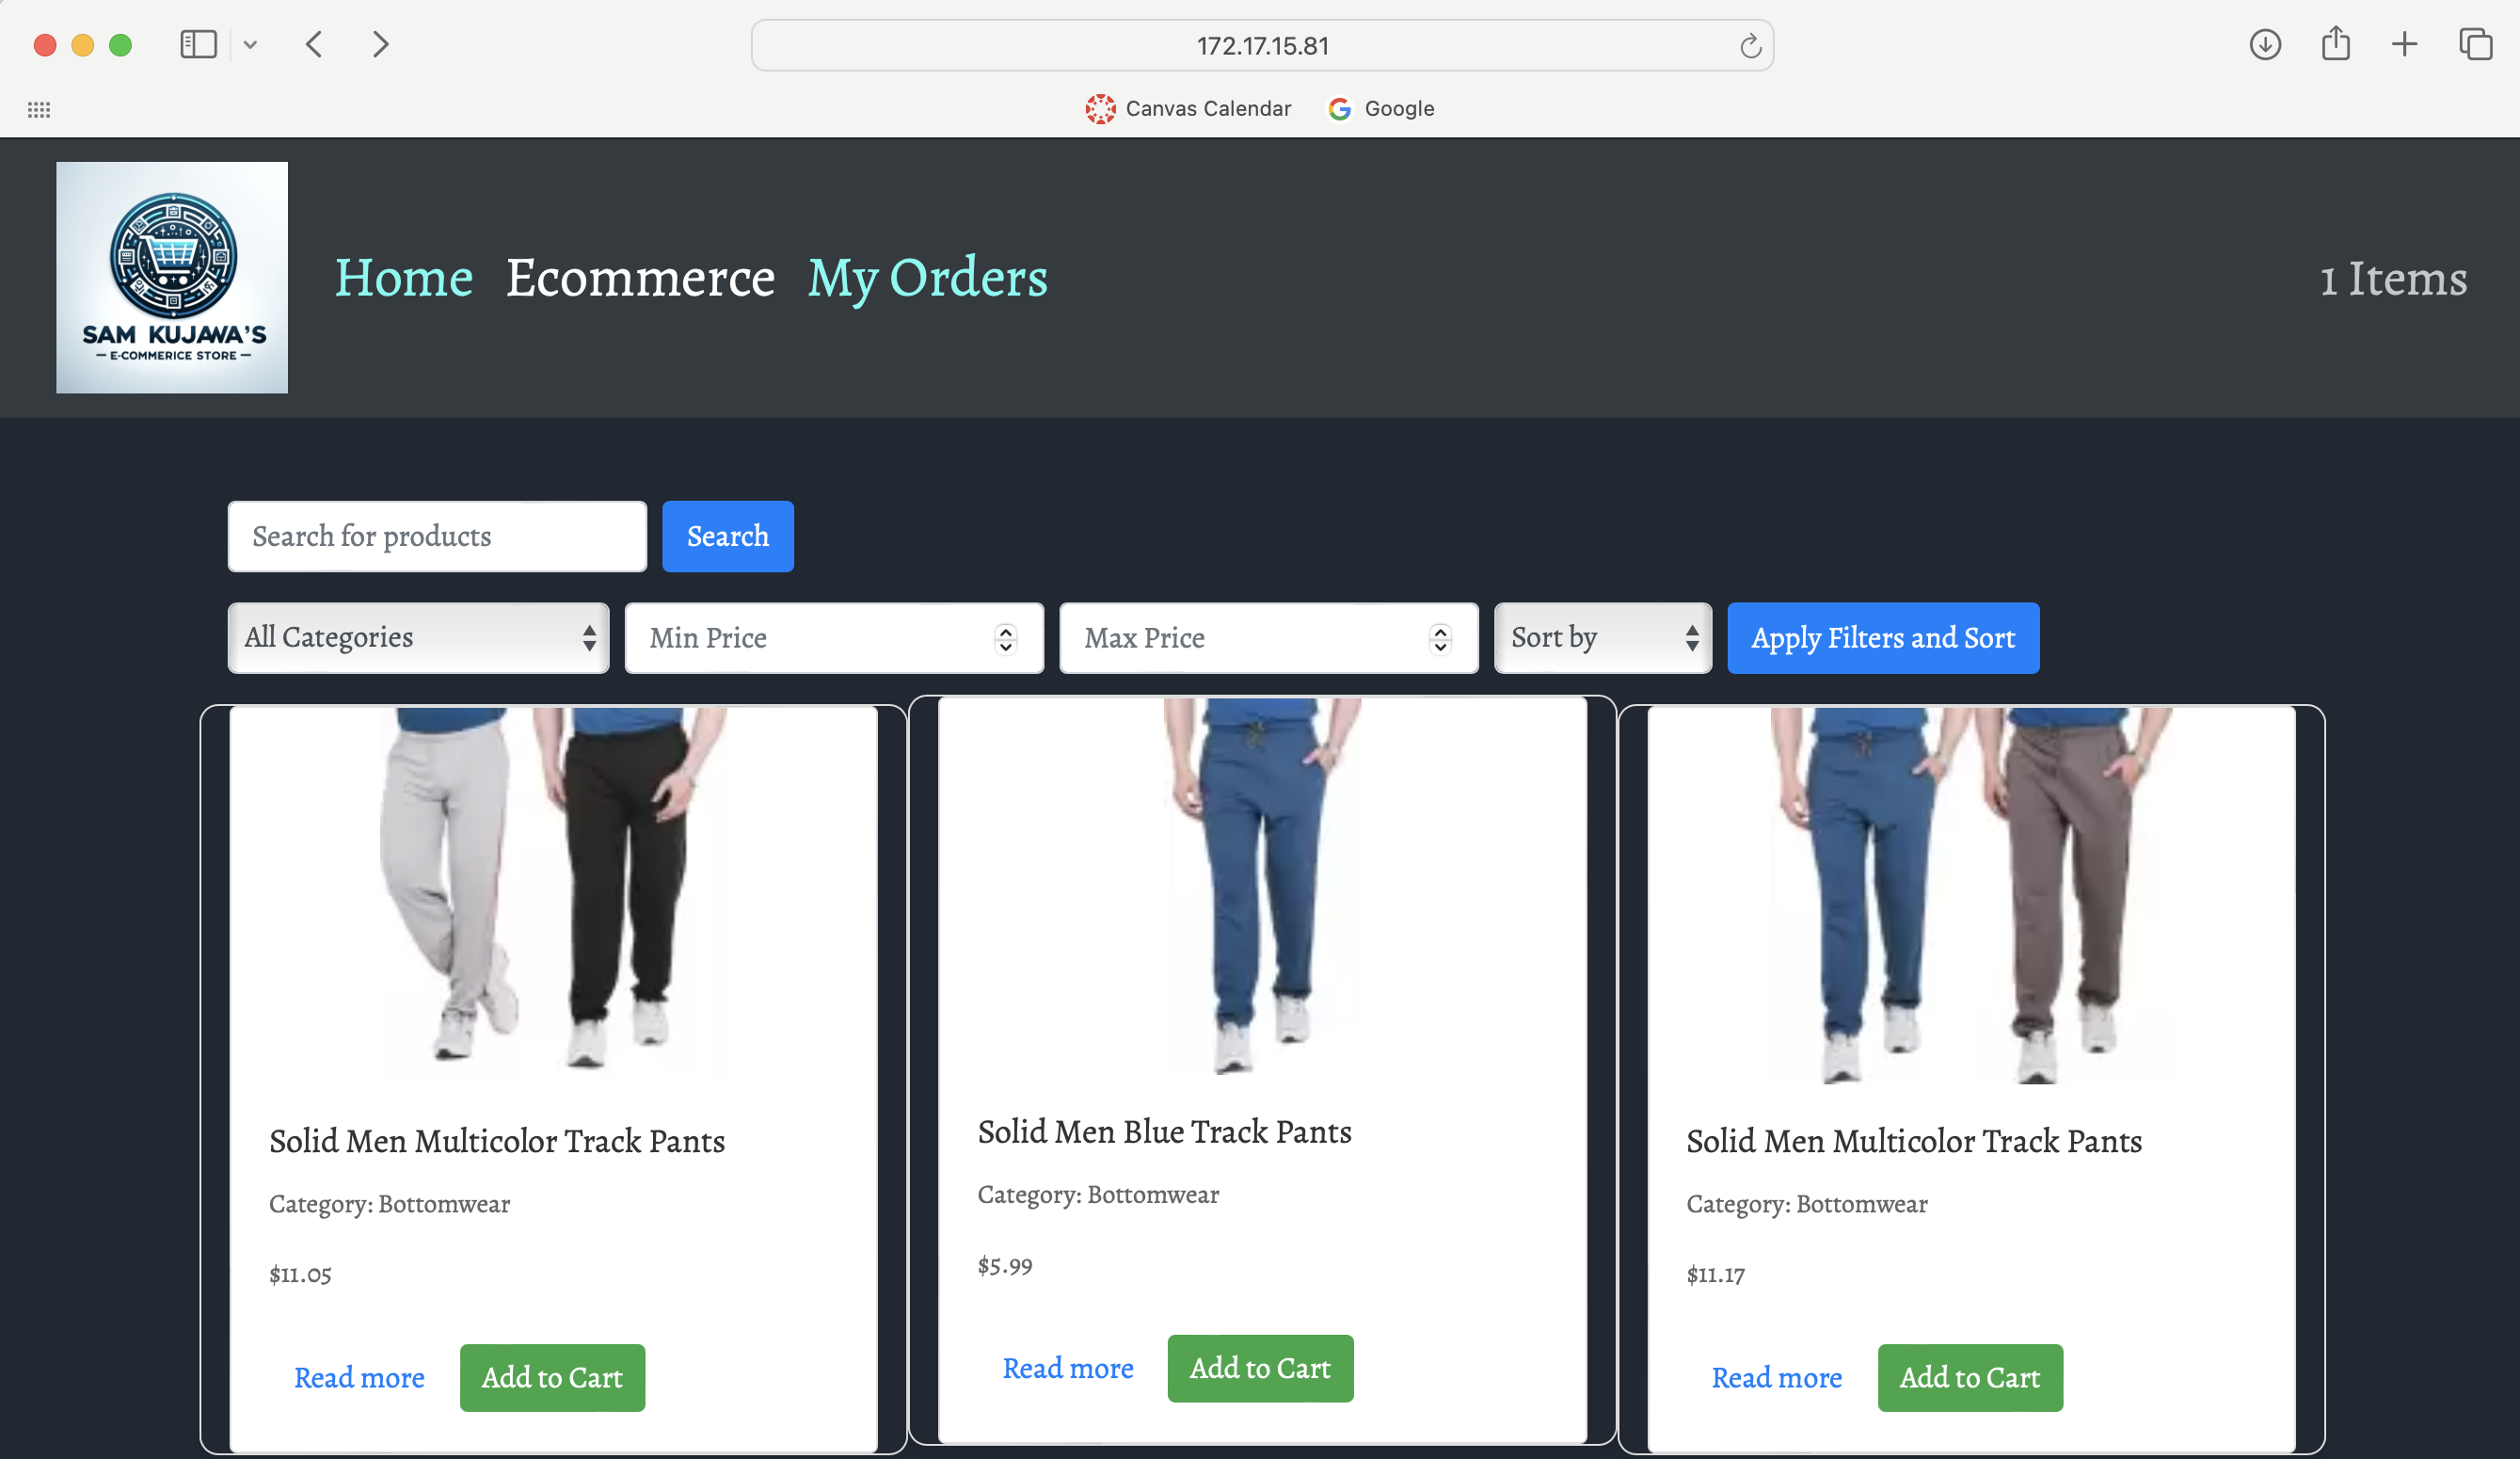 172.17.15.81
Canvas Calendar Google
SAM KUJAWA'S
— E-COMMERICE STORE —
Home Ecommerce My Orders
1 Items
Search for products Search
All Categories Min Price Max Price Sort by Apply Filters and Sort
Solid Men Multicolor Track Pants
Category: Bottomwear
$11.05
Read more Add to Cart
Solid Men Blue Track Pants
Category: Bottomwear
$5.99
Read more Add to Cart
Solid Men Multicolor Track Pants
Category: Bottomwear
$11.17
Read more Add to Cart